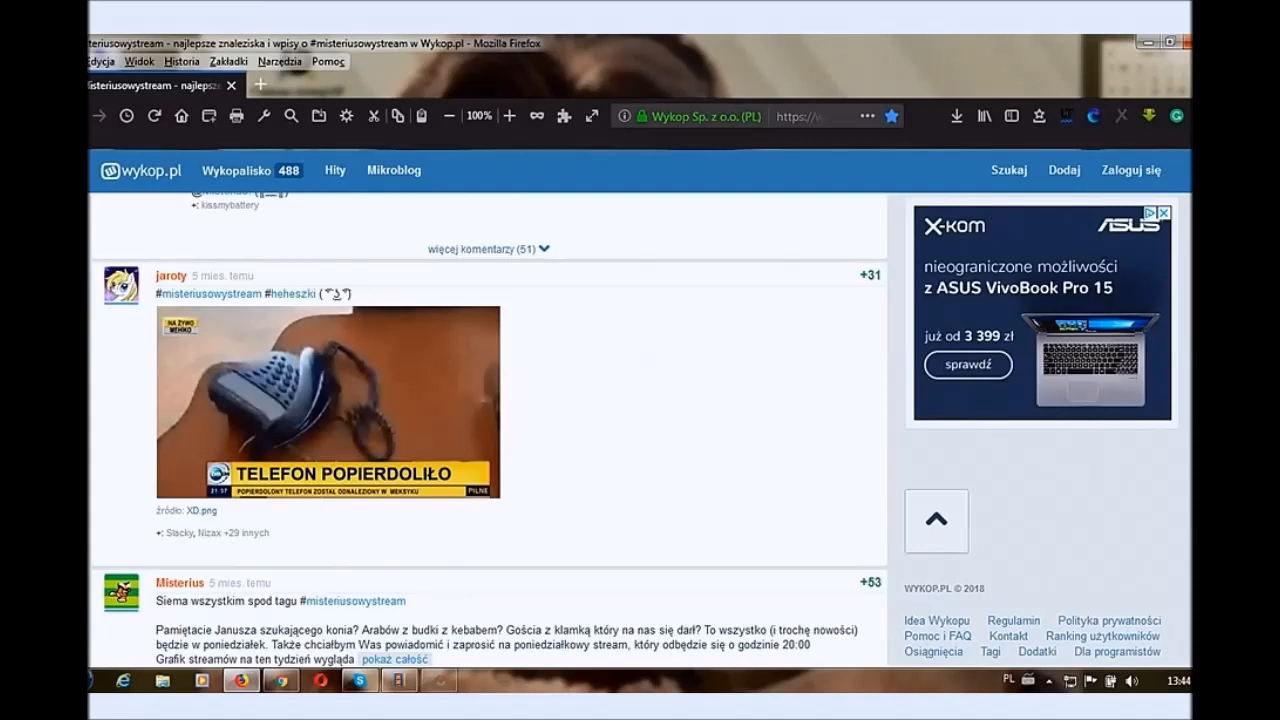 teriusowystream - najlepsze znaleziska i wpisy o #misteriusowystream w Wykop.pl - Mozilla Firefox
dycja Widok Historia Zakładki Narzędzia Pomoc
isteriusowystream - najlepsz
100% Wykop Sp. z o.o. (PL) https://
wykop.pl Wykopalisko 488 Hity Mikroblog Szukaj Dodaj Zaloguj się
+: kissmybattery
więcej komentarzy (51)
jaroty 5 mies. temu +31
#misteriusowystream #heheszki ( ͡° ͜ʖ ͡°)
NA ŻYWO
MEHIKO
TELEFON POPIERDOLIŁO
21:37 POPIERDOLONY TELEFON ZOSTAŁ ODNALEZIONY W MEKSYKU PILNE
źródło: XD.png
+: Slacky, Nizax +29 innych
Misterius 5 mies. temu +53
Siema wszystkim spod tagu #misteriusowystream
Pamiętacie Janusza szukającego konia? Arabów z budki z kebabem? Gościa z klamką który na nas się darł? To wszystko (i trochę nowości)
będzie w poniedziałek. Także chciałbym Was powiadomić i zaprosić na poniedziałkowy stream, który odbędzie się o godzinie 20:00
Grafik streamów na ten tydzień wygląda pokaż całość
x-kom ASUS
nieograniczone możliwości
z ASUS VivoBook Pro 15
już od 3 399 zł
sprawdź
WYKOP.PL © 2018
Idea Wykopu Regulamin Polityka prywatności
Pomoc i FAQ Kontakt Ranking użytkowników
Osiągnięcia Tagi Dodatki Dla programistów
PL 13:44